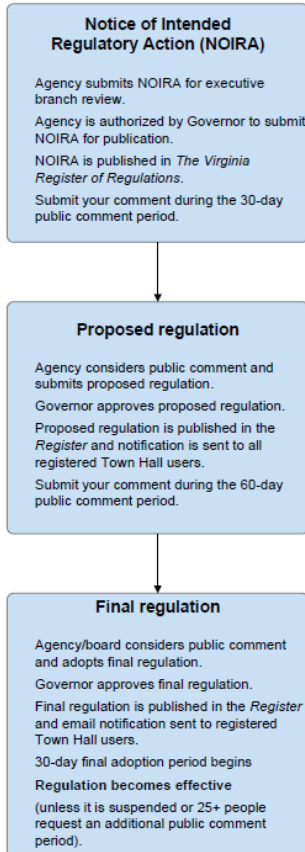 Notice of Intended
Regulatory Action (NOIRA)
Agency submits NOIRA for executive
branch review.
Agency is authorized by Governor to submit
NOIRA for publication.
NOIRA is published in The Virginia
Register of Regulations.
Submit your comment during the 30-day
public comment period.
Proposed regulation
Agency considers public comment and
submits proposed regulation.
Governor approves proposed regulation.
Proposed regulation is published in the
Register and notification is sent to all
registered Town Hall users.
Submit your comment during the 60-day
public comment period.
Final regulation
Agency/board considers public comment
and adopts final regulation.
Governor approves final regulation.
Final regulation is published in the Register
and email notification sent to registered
Town Hall users.
30-day final adoption period begins
Regulation becomes effective
(unless it is suspended or 25+ people
request an additional public comment
period).